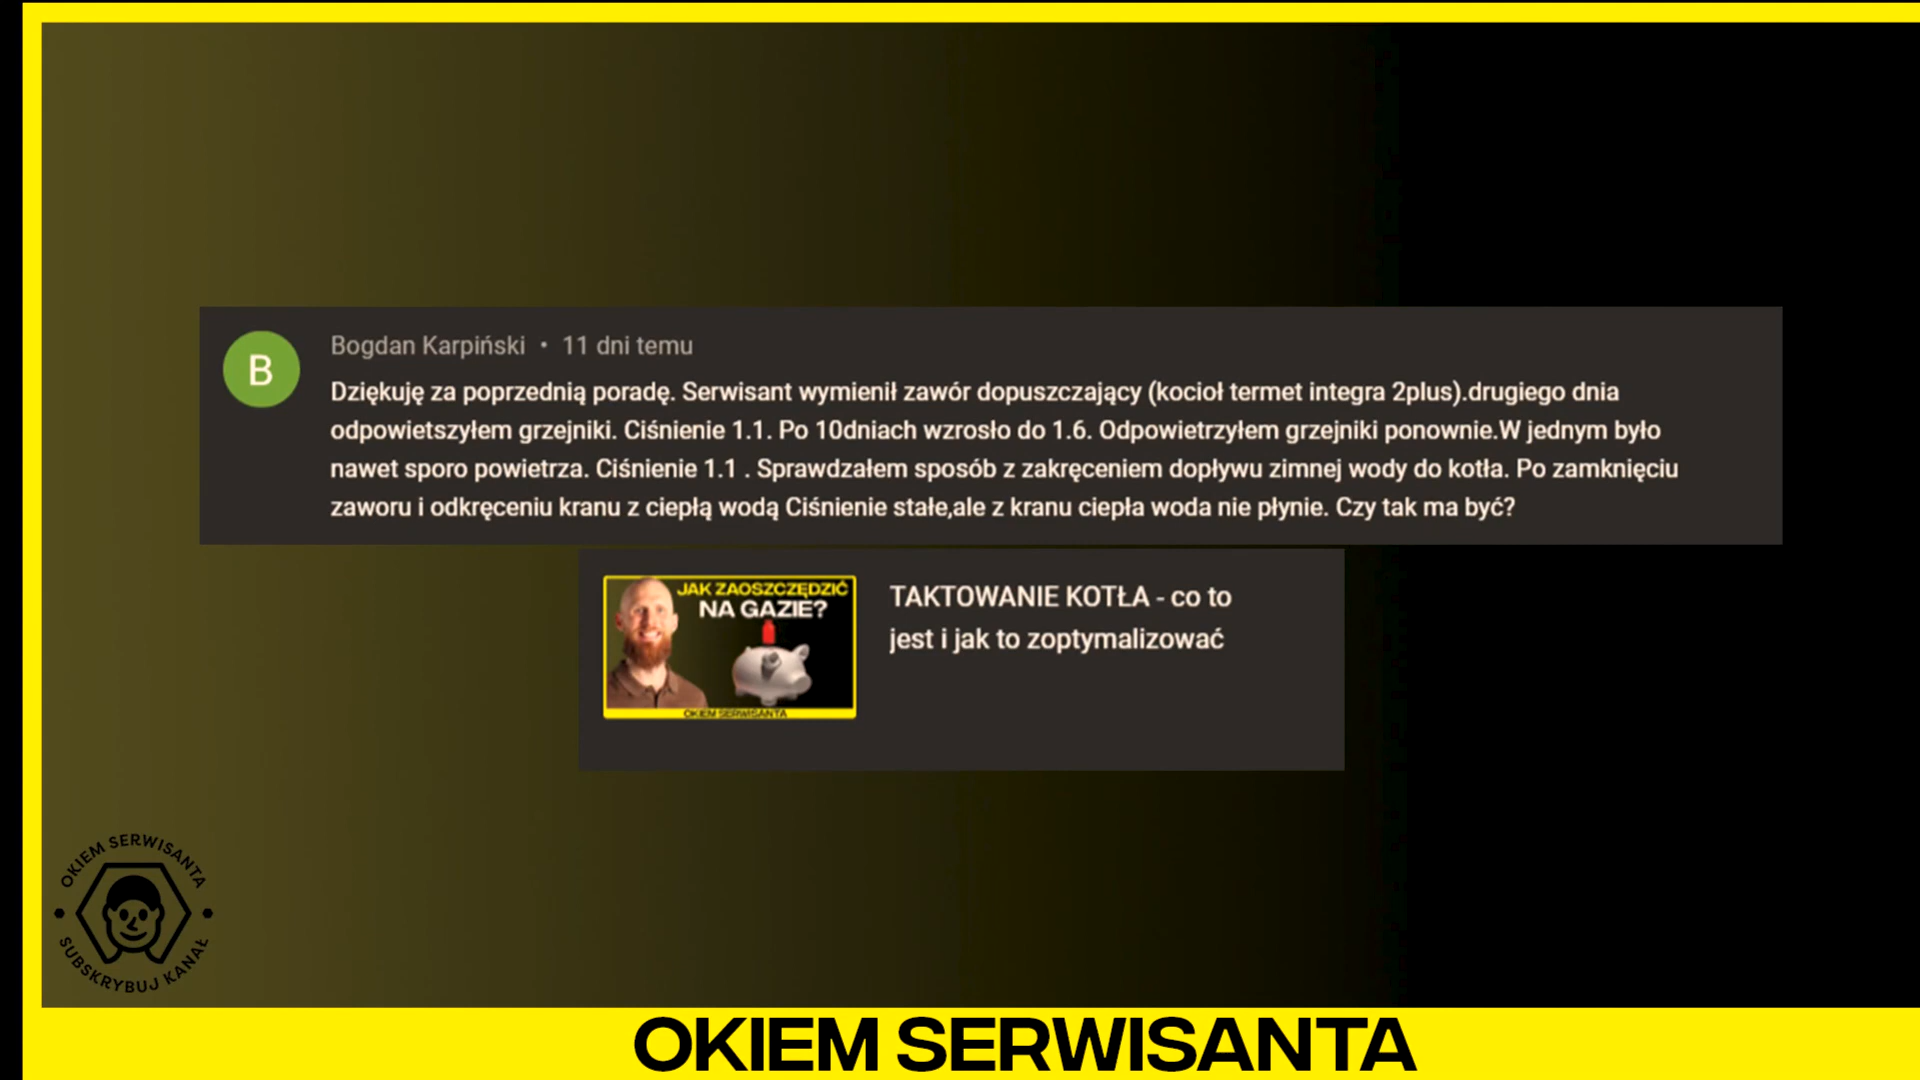 Bogdan Karpiński • 11 dni temu
B
Dziękuję za poprzednią poradę. Serwisant wymienił zawór dopuszczający (kocioł termet integra 2plus).drugiego dnia
odpowietszyłem grzejniki. Ciśnienie 1.1. Po 10dniach wzrosło do 1.6. Odpowietrzyłem grzejniki ponownie.W jednym było
nawet sporo powietrza. Ciśnienie 1.1 . Sprawdzałem sposób z zakręceniem dopływu zimnej wody do kotła. Po zamknięciu
zaworu i odkręceniu kranu z ciepłą wodą Ciśnienie stałe,ale z kranu ciepła woda nie płynie. Czy tak ma być?
JAK ZAOSZCZĘDZIĆ
NA GAZIE?
OKIEM SERWISANTA
TAKTOWANIE KOTŁA - co to
jest i jak to zoptymalizować
OKIEM SERWISANTA
SUBSKRYBUJ KANAŁ
OKIEM SERWISANTA